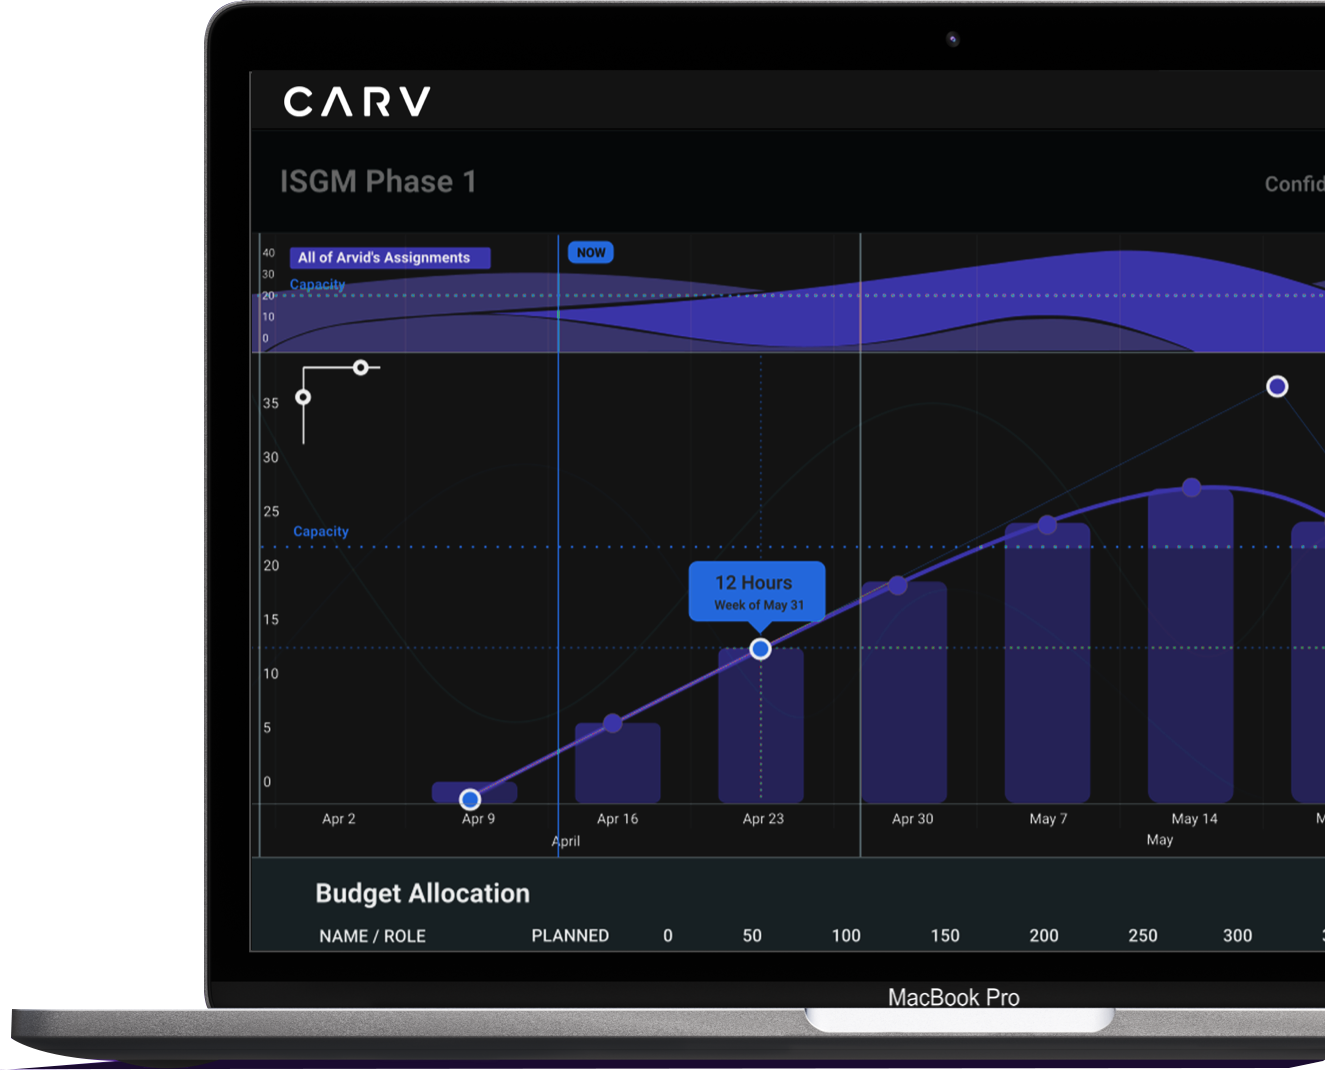 CARV
ISGM Phase 1
Confid
40
All of Arvid's Assignments
NOW
30
Capacity
20
10
0
35
30
25
Capacity
20
12 Hours
Week of May 31
15
10
5
0
Apr 2 Apr 9 Apr 16 Apr 23 Apr 30 May 7 May 14 M
April May
Budget Allocation
NAME / ROLE PLANNED 0 50 100 150 200 250 300
MacBook Pro